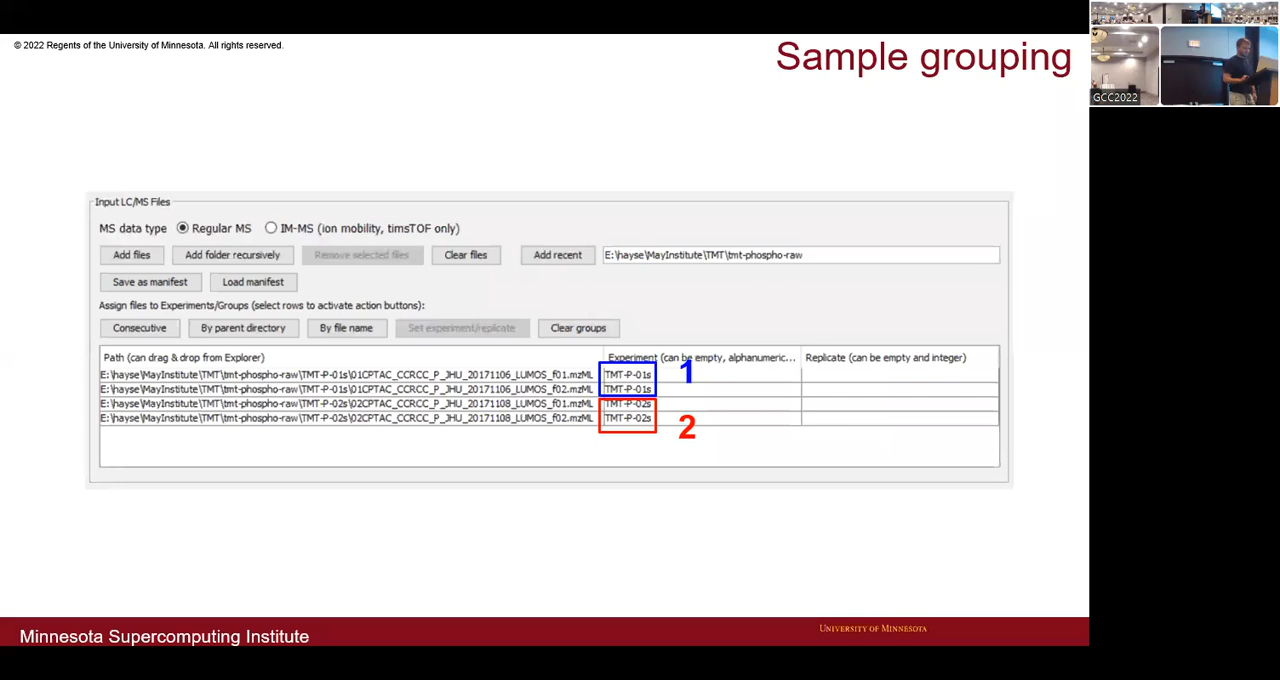 © 2022 Regents of the University of Minnesota. All rights reserved.
Sample grouping
GCC2022
Input LC/MS Files
MS data type Regular MS IM-MS (ion mobility, timsTOF only)
Add files Add folder recursively Remove selected files Clear files Add recent E:\hayse\MayInstitute\TMT\tmt-phospho-raw
Save as manifest Load manifest
Assign files to Experiments/Groups (select rows to activate action buttons):
Consecutive By parent directory By file name Set experiment/replicate Clear groups
Path (can drag & drop from Explorer) Experiment (can be empty, alphanumeric... Replicate (can be empty and integer)
E:\hayse\MayInstitute\TMT\tmt-phospho-raw\TMT-P-01s\01CPTAC_CCRCC_P_JHU_20171106_LUMOS_f01.mzML TMT-P-01s 1
E:\hayse\MayInstitute\TMT\tmt-phospho-raw\TMT-P-01s\01CPTAC_CCRCC_P_JHU_20171106_LUMOS_f02.mzML TMT-P-01s
E:\hayse\MayInstitute\TMT\tmt-phospho-raw\TMT-P-02s\02CPTAC_CCRCC_P_JHU_20171108_LUMOS_f01.mzML TMT-P-02s
E:\hayse\MayInstitute\TMT\tmt-phospho-raw\TMT-P-02s\02CPTAC_CCRCC_P_JHU_20171108_LUMOS_f02.mzML TMT-P-02s 2
Minnesota Supercomputing Institute
UNIVERSITY OF MINNESOTA